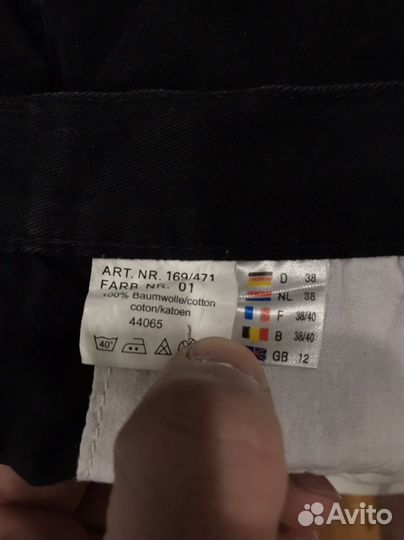 ART. NR. 169/471
FARB NR. 01
100% Baumwolle/cotton
coton/katoen
44065
40°
D 38
NL 38
F 38/40
B 38/40
GB 12
Avito